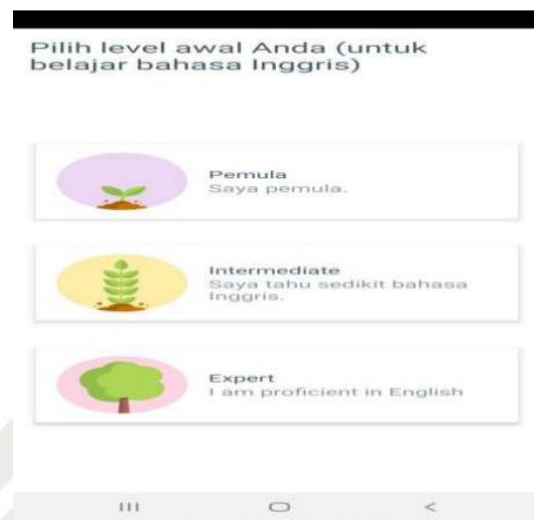 Pilih level awal Anda (untuk
belajar bahasa Inggris)
Pemula
Saya pemula.
Intermediate
Saya tahu sedikit bahasa
Inggris.
Expert
I am proficient in English